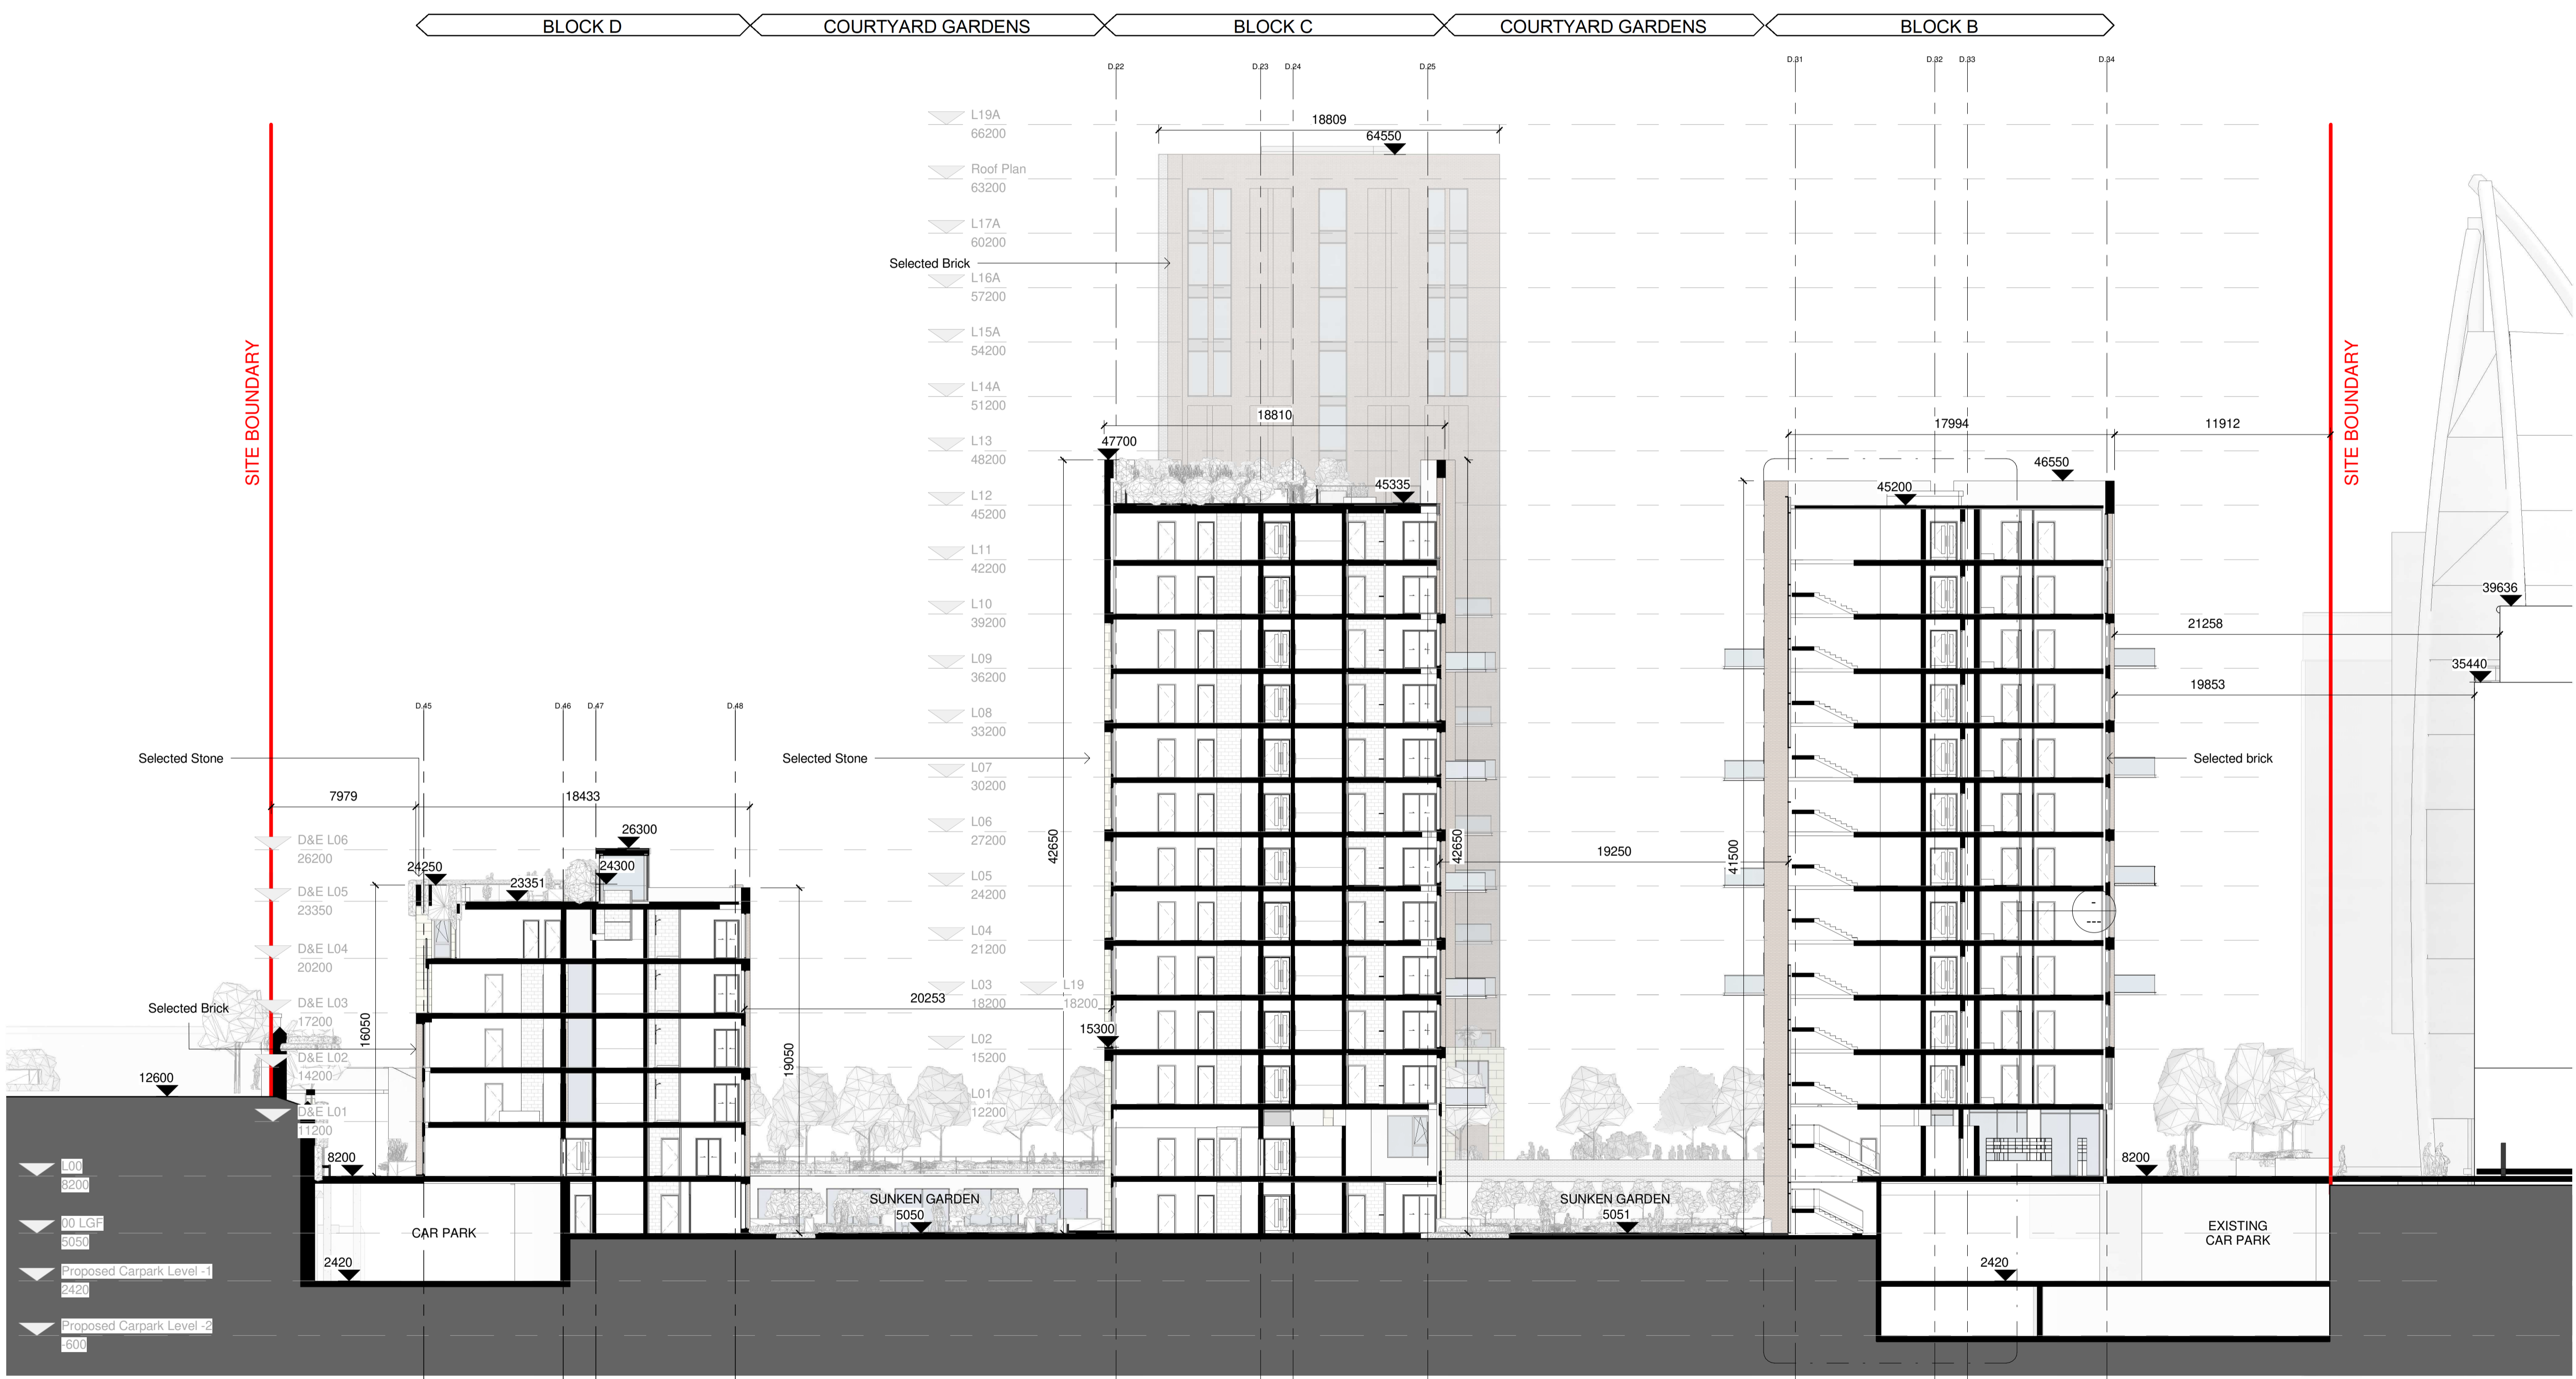 BLOCK D
COURTYARD GARDENS
BLOCK C
COURTYARD GARDENS
BLOCK B
D.22
D.23
D.24
D.25
D.31
D.32
D.33
D.34
L19A
66200
Roof Plan
63200
L17A
60200
L16A
57200
L15A
54200
L14A
51200
L13
48200
L12
45200
L11
42200
L10
39200
L09
36200
L08
33200
L07
30200
L06
27200
L05
24200
L04
21200
L03
18200
L19
18200
L02
15200
L01
12200
18809
64550
Selected Brick
SITE BOUNDARY
SITE BOUNDARY
18810
47700
45335
17994
11912
46550
45200
39636
21258
35440
19853
D.45
D.46
D.47
D.48
Selected Stone
Selected Stone
Selected brick
7979
18433
26300
24250
24300
23351
D&E L06
26200
D&E L05
23350
D&E L04
20200
D&E L03
17200
D&E L02
14200
D&E L01
11200
42650
42650
41500
19250
-
---
Selected Brick
16050
19050
20253
15300
12600
8200
8200
L00
8200
00 LGF
5050
Proposed Carpark Level -1
2420
Proposed Carpark Level -2
-600
CAR PARK
2420
SUNKEN GARDEN
5050
SUNKEN GARDEN
5051
EXISTING
CAR PARK
2420